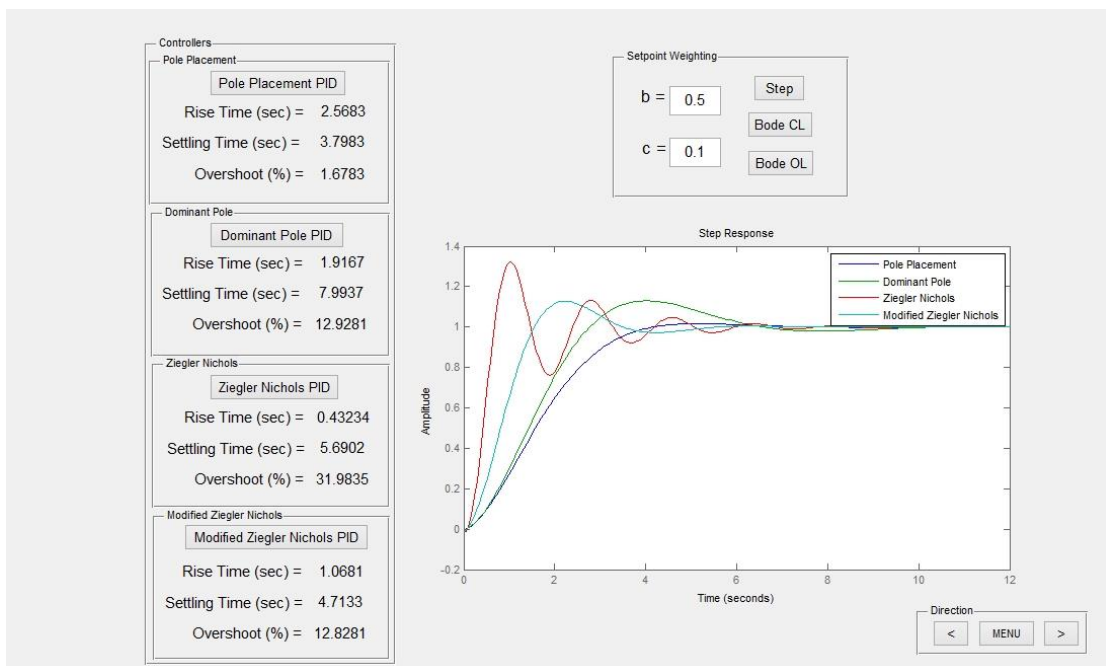 Controllers
Pole Placement
Pole Placement PID
Rise Time (sec) = 2.5683
Settling Time (sec) = 3.7983
Overshoot (%) = 1.6783
Dominant Pole
Dominant Pole PID
Rise Time (sec) = 1.9167
Settling Time (sec) = 7.9937
Overshoot (%) = 12.9281
Ziegler Nichols
Ziegler Nichols PID
Rise Time (sec) = 0.43234
Settling Time (sec) = 5.6902
Overshoot (%) = 31.9835
Modified Ziegler Nichols
Modified Ziegler Nichols PID
Rise Time (sec) = 1.0681
Settling Time (sec) = 4.7133
Overshoot (%) = 12.8281
Setpoint Weighting
b = 0.5
Step
Bode CL
c = 0.1
Bode OL
Step Response
Pole Placement
Dominant Pole
Ziegler Nichols
Modified Ziegler Nichols
Amplitude
1.4
1.2
1
0.8
0.6
0.4
0.2
0
-0.2
0 2 4 6 8 10 12
Time (seconds)
Direction
< MENU >